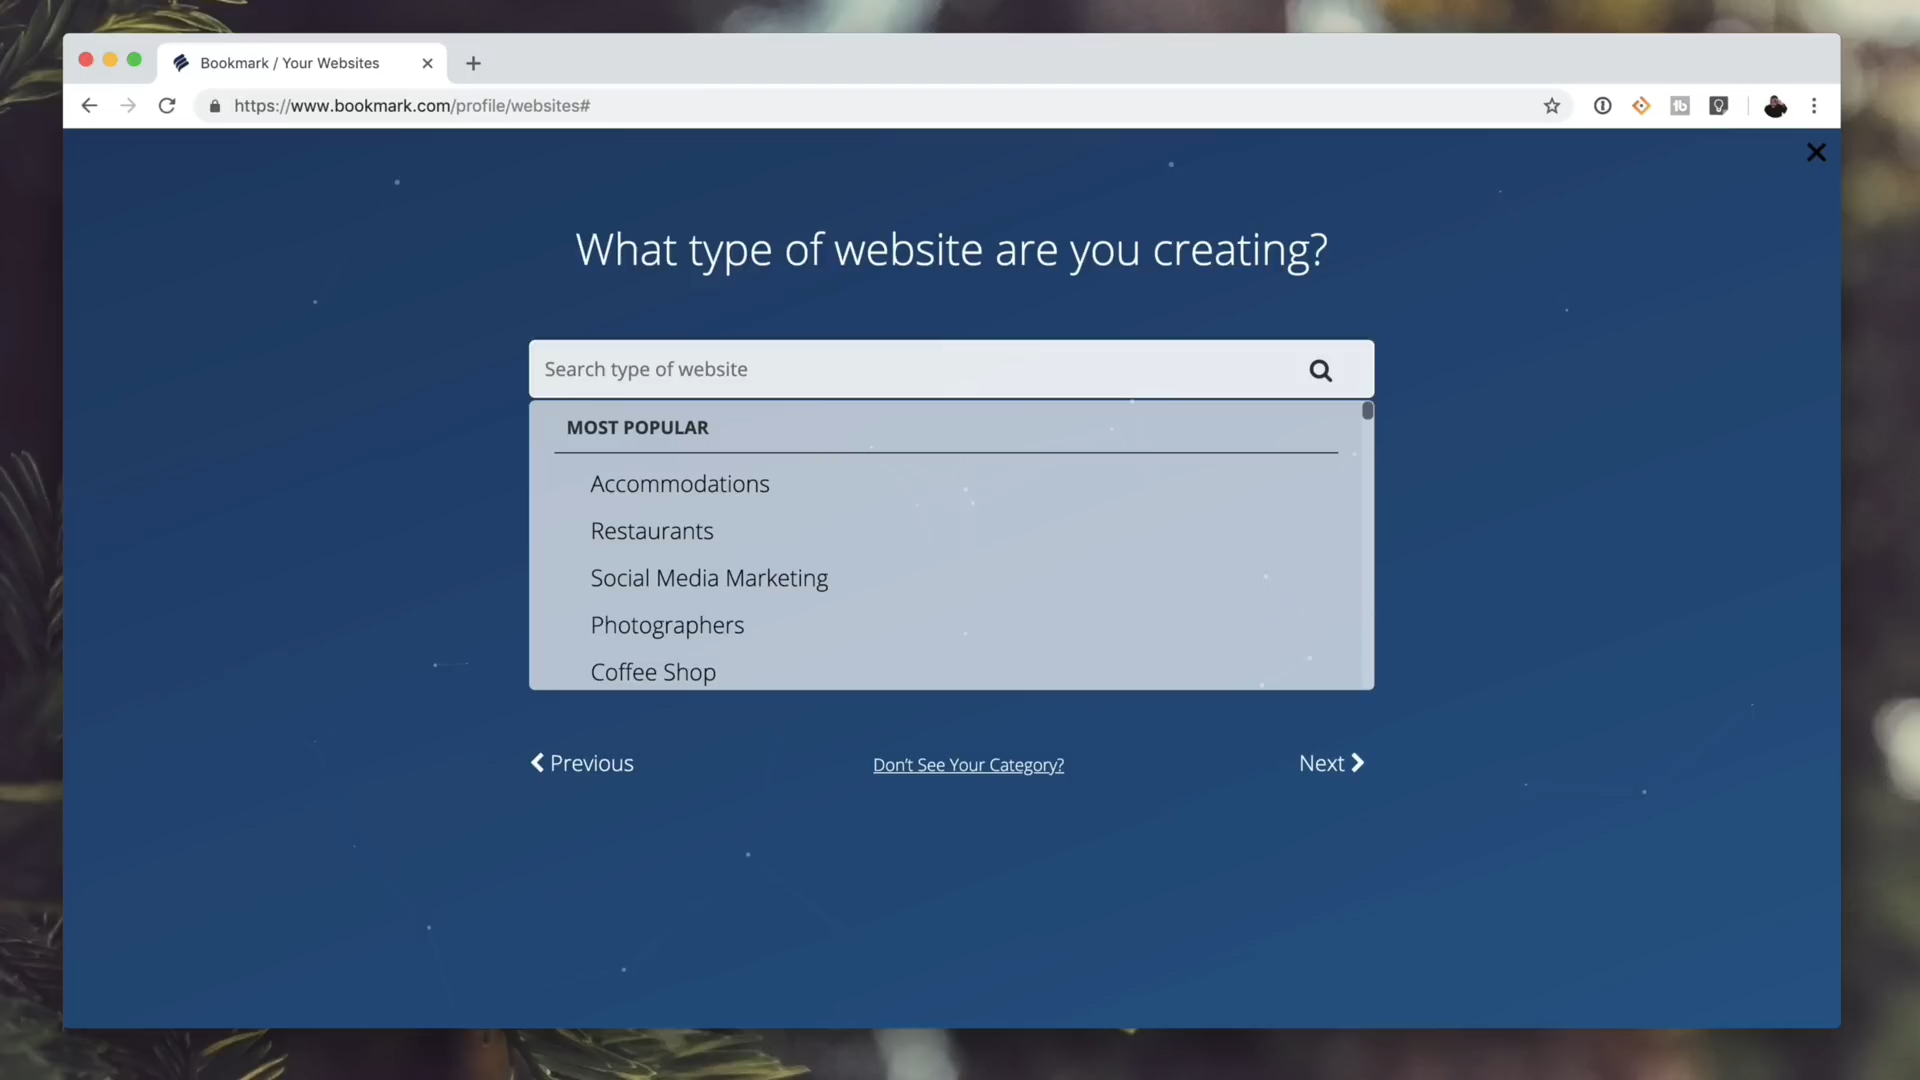 Bookmark / Your Websites
https://www.bookmark.com/profile/websites#
What type of website are you creating?
Search type of website
MOST POPULAR
Accommodations
Restaurants
Social Media Marketing
Photographers
Coffee Shop
Previous
Don't See Your Category?
Next